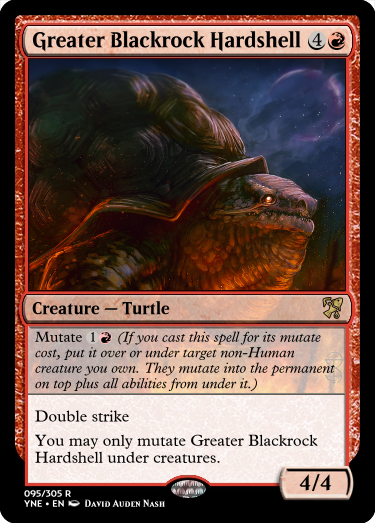 Greater Blackrock Hardshell 4
Creature — Turtle
Mutate 1 (If you cast this spell for its mutate
cost, put it over or under target non-Human
creature you own. They mutate into the permanent
on top plus all abilities from under it.)
Double strike
You may only mutate Greater Blackrock
Hardshell under creatures.
4/4
095/305 R
YNE • EN David Auden Nash